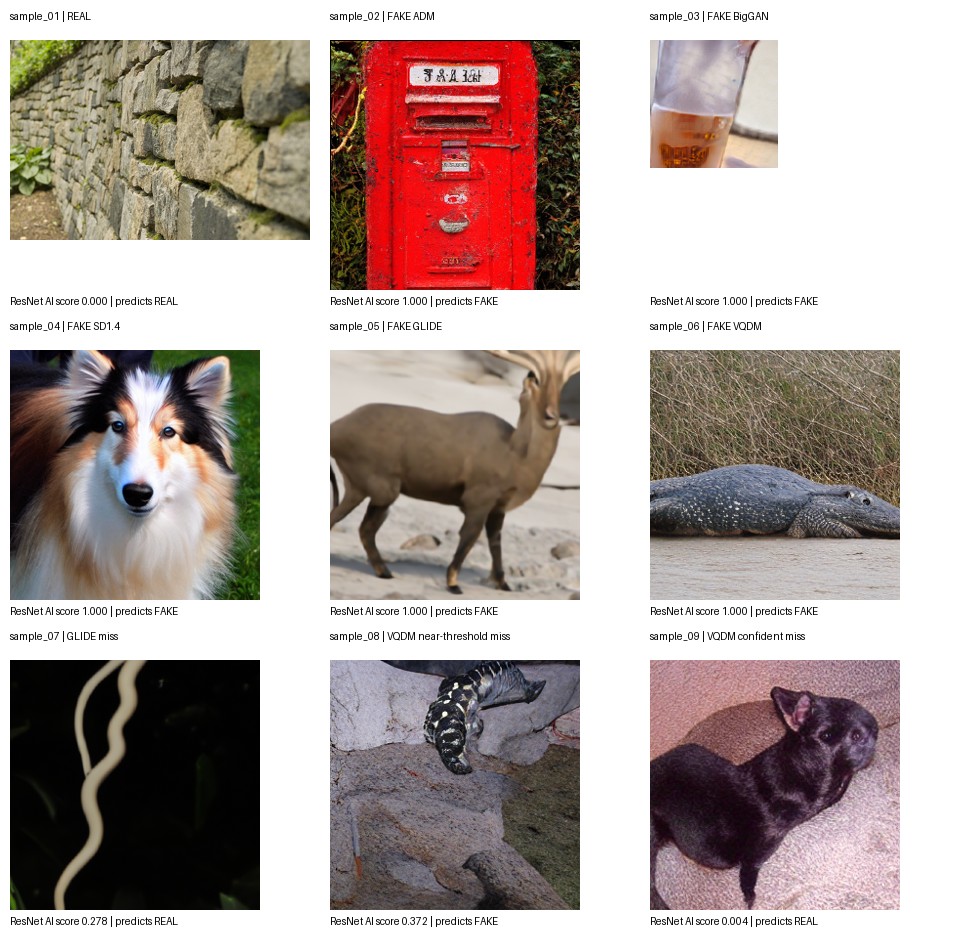 sample_01 | REAL
sample_02 | FAKE ADM
sample_03 | FAKE BigGAN
ResNet AI score 0.000 | predicts REAL
ResNet AI score 1.000 | predicts FAKE
ResNet AI score 1.000 | predicts FAKE
sample_04 | FAKE SD1.4
sample_05 | FAKE GLIDE
sample_06 | FAKE VQDM
ResNet AI score 1.000 | predicts FAKE
ResNet AI score 1.000 | predicts FAKE
ResNet AI score 1.000 | predicts FAKE
sample_07 | GLIDE miss
sample_08 | VQDM near-threshold miss
sample_09 | VQDM confident miss
ResNet AI score 0.278 | predicts REAL
ResNet AI score 0.372 | predicts FAKE
ResNet AI score 0.004 | predicts REAL